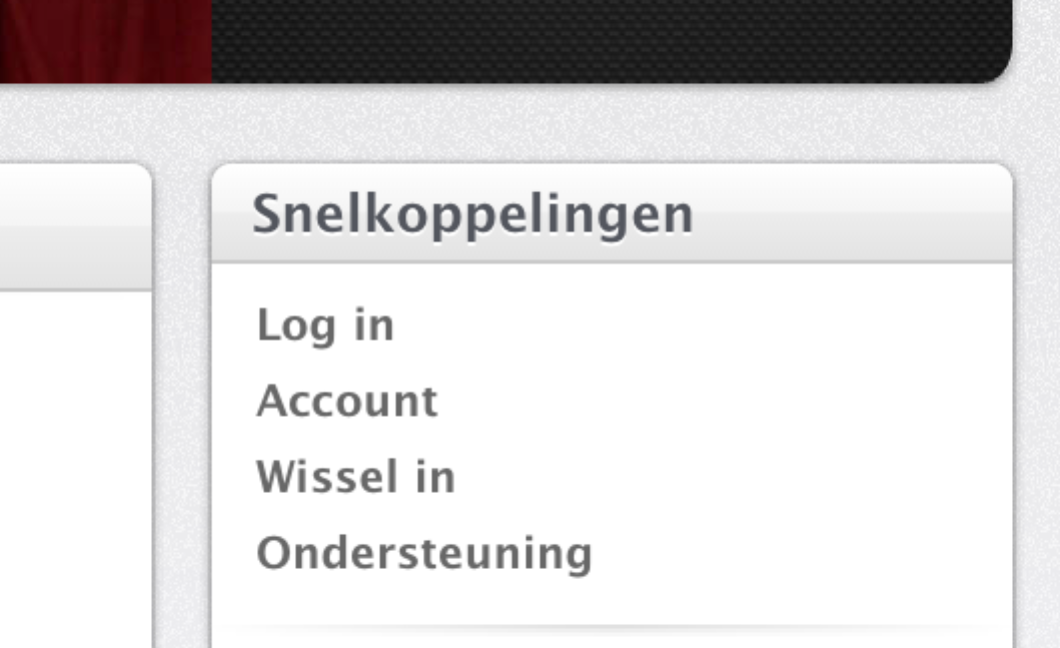 Snelkoppelingen
Log in
Account
Wissel in
Ondersteuning